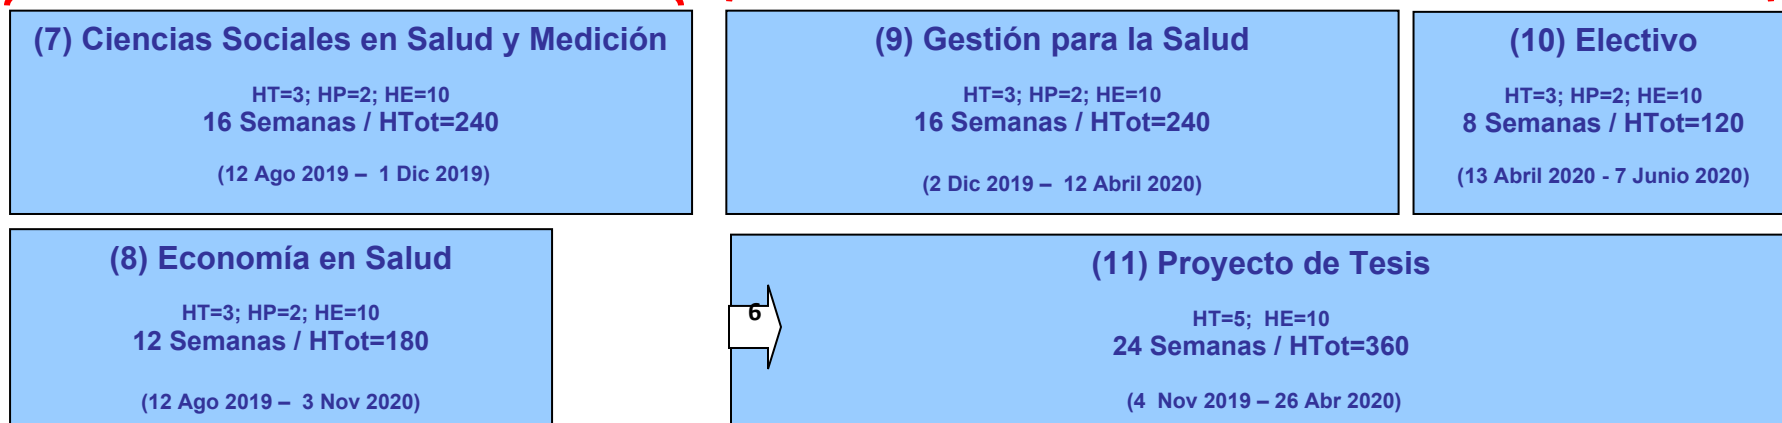 (7) Ciencias Sociales en Salud y Medición
HT=3; HP=2; HE=10
16 Semanas / HTot=240
(12 Ago 2019 – 1 Dic 2019)
(9) Gestión para la Salud
HT=3; HP=2; HE=10
16 Semanas / HTot=240
(2 Dic 2019 – 12 Abril 2020)
(10) Electivo
HT=3; HP=2; HE=10
8 Semanas / HTot=120
(13 Abril 2020 - 7 Junio 2020)
(8) Economía en Salud
HT=3; HP=2; HE=10
12 Semanas / HTot=180
(12 Ago 2019 – 3 Nov 2020)
6
(11) Proyecto de Tesis
HT=5; HE=10
24 Semanas / HTot=360
(4 Nov 2019 – 26 Abr 2020)